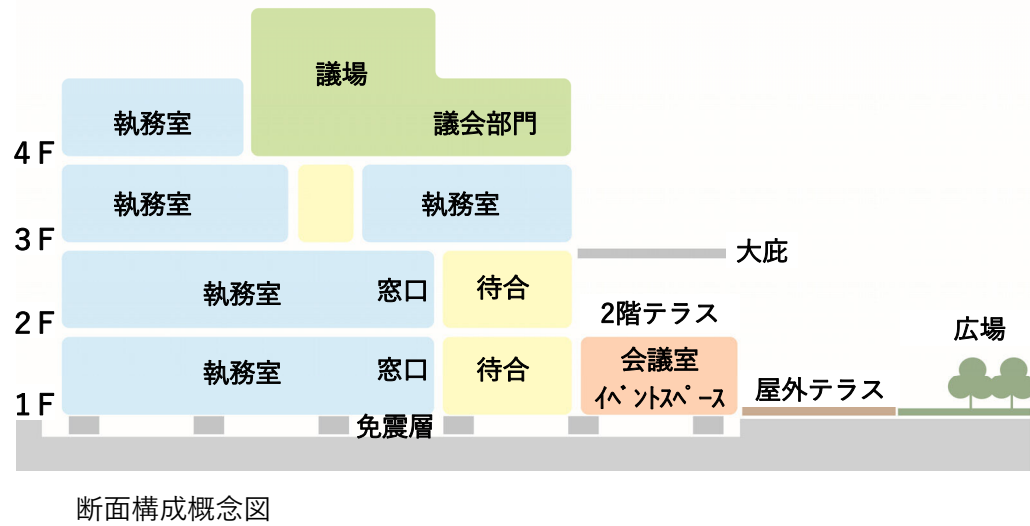 議場
執務室
議会部門
4F
執務室
執務室
3F
大庇
執務室
窓口
待合
2F
2階テラス
広場
執務室
窓口
待合
会議室
イベントスペース
1F
屋外テラス
免震層
断面構成概念図